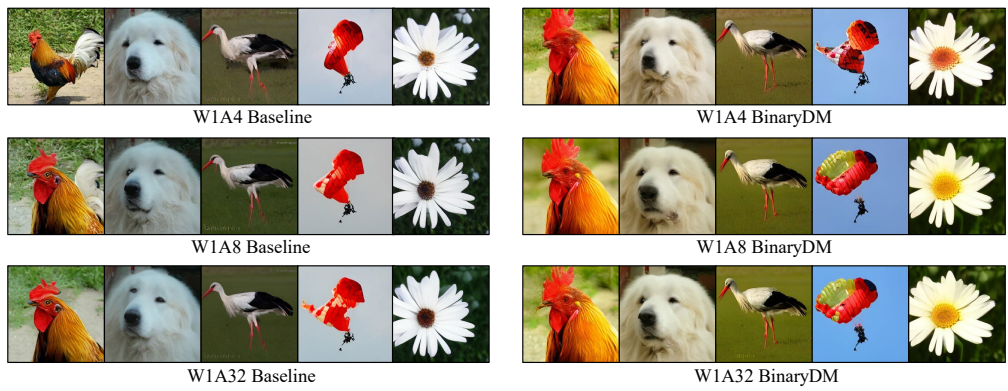 W1A4 Baseline
W1A4 BinaryDM
W1A8 Baseline
W1A8 BinaryDM
W1A32 Baseline
W1A32 BinaryDM